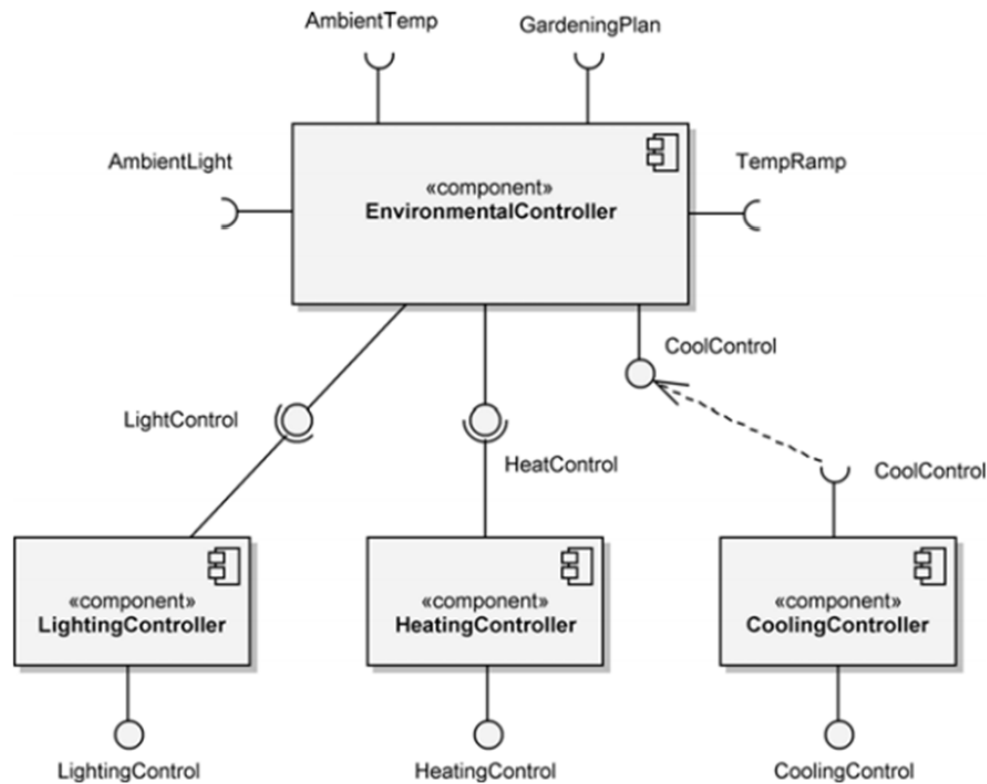 AmbientTemp
GardeningPlan
AmbientLight
TempRamp
«component»
EnvironmentalController
CoolControl
LightControl
HeatControl
CoolControl
«component»
LightingController
«component»
HeatingController
«component»
CoolingController
LightingControl
HeatingControl
CoolingControl